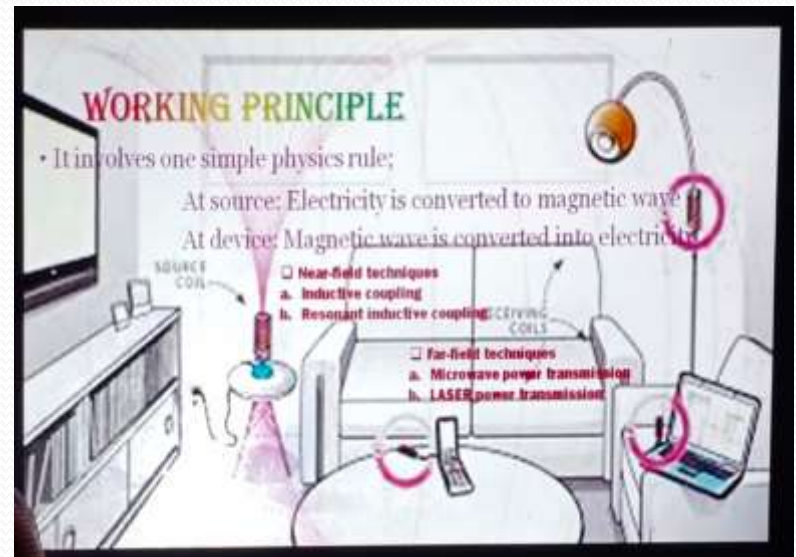 WORKING PRINCIPLE
• It involves one simple physics rule;
At source: Electricity is converted to magnetic wave
At device: Magnetic wave is converted into electricity
SOURCE
COIL
❑ Near-field techniques
a. Inductive coupling
b. Resonant inductive coupling
RECEIVING
COILS
❑ Far-field techniques
a. Microwave power transmission
b. LASER power transmission